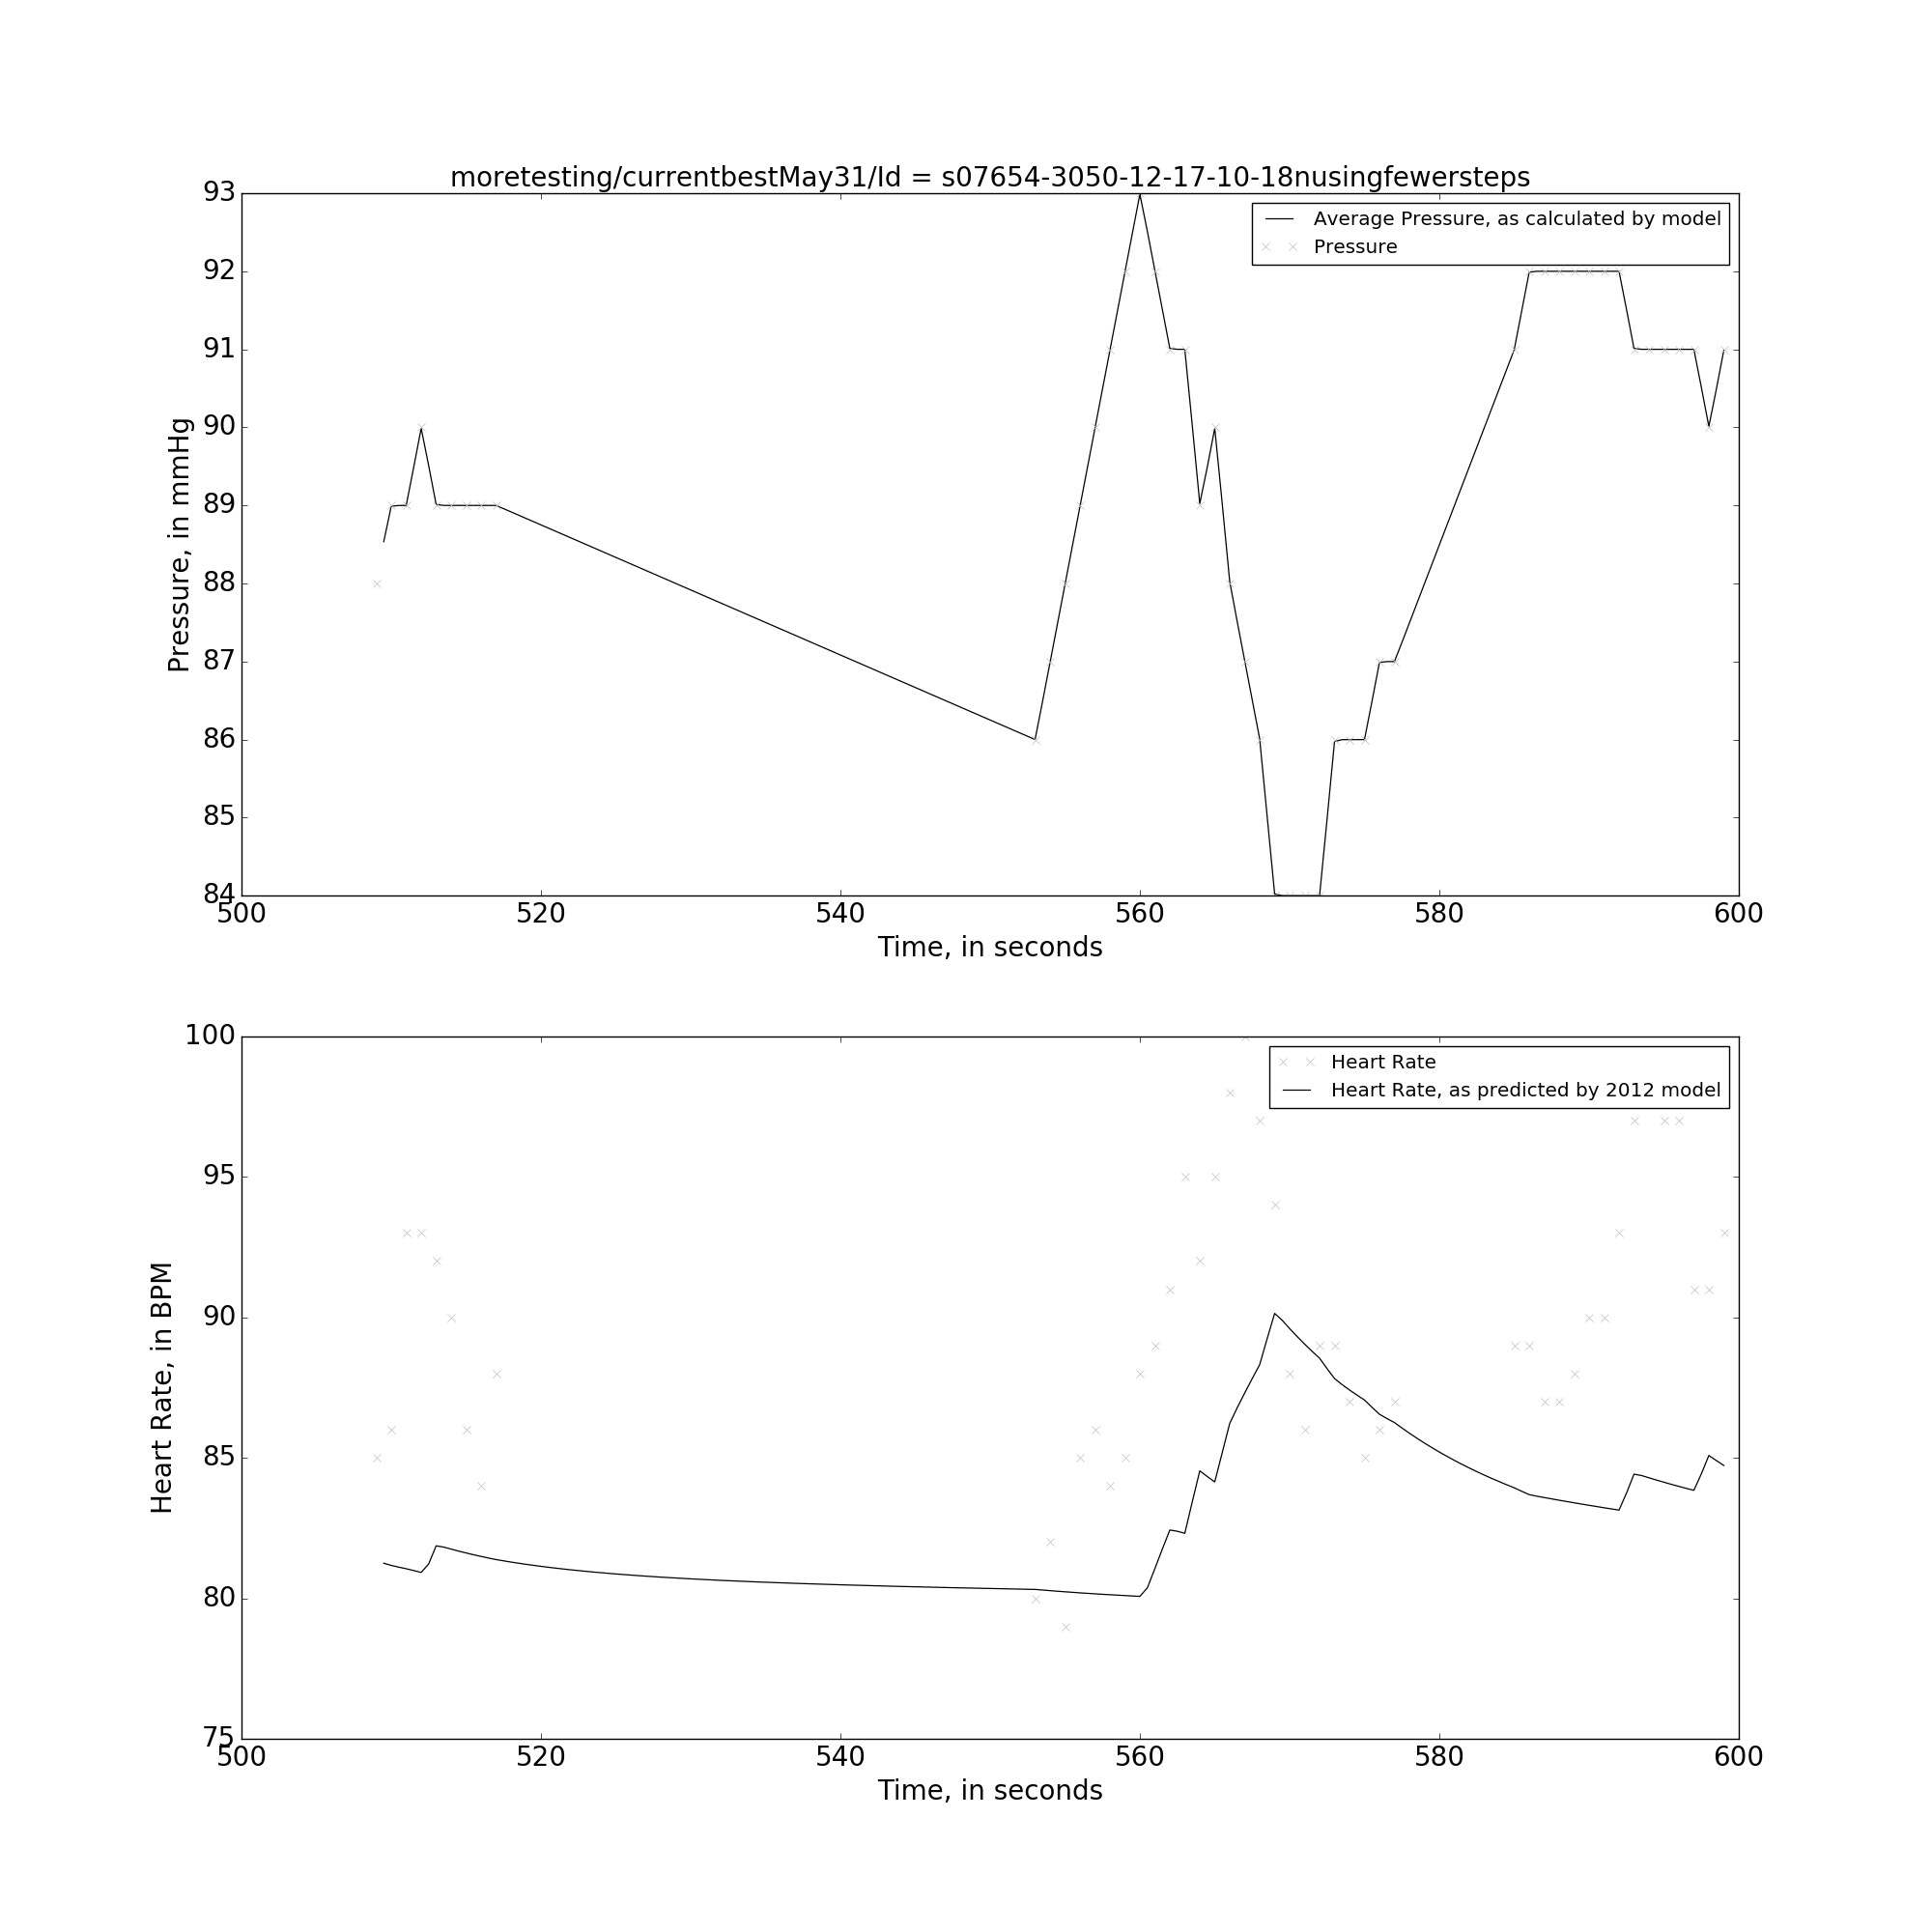 moretesting/currentbestMay31/Id = s07654-3050-12-17-10-18nusingfewersteps
93
92
91
90
89
88
87
86
85
84
Pressure, in mmHg
Average Pressure, as calculated by model
Pressure
500 520 540 560 580 600
Time, in seconds
100
95
90
85
80
75
Heart Rate, in BPM
Heart Rate
Heart Rate, as predicted by 2012 model
500 520 540 560 580 600
Time, in seconds